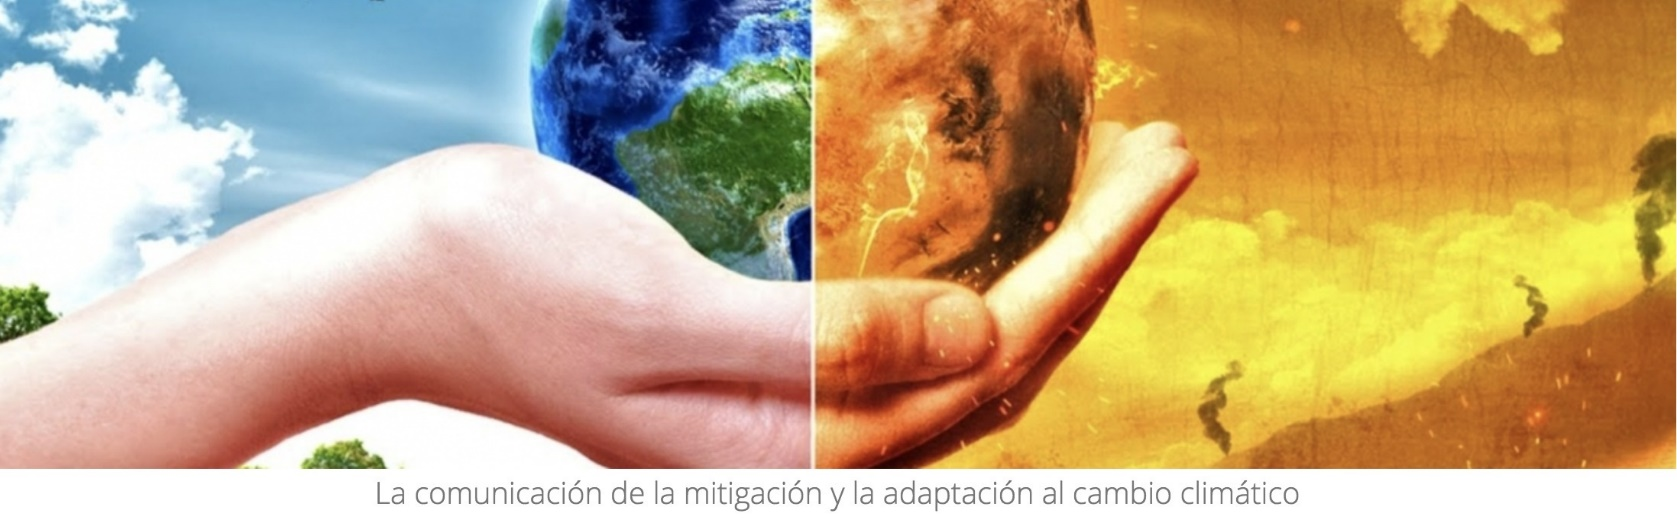 La comunicación de la mitigación y la adaptación al cambio climático